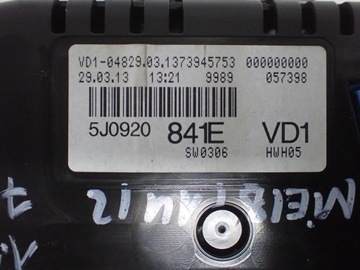 VD1-04829.03.1373945753 000000000
29.03.13 13:21 9989 057398
5J0920 841E VD1
SW0306 HWH05